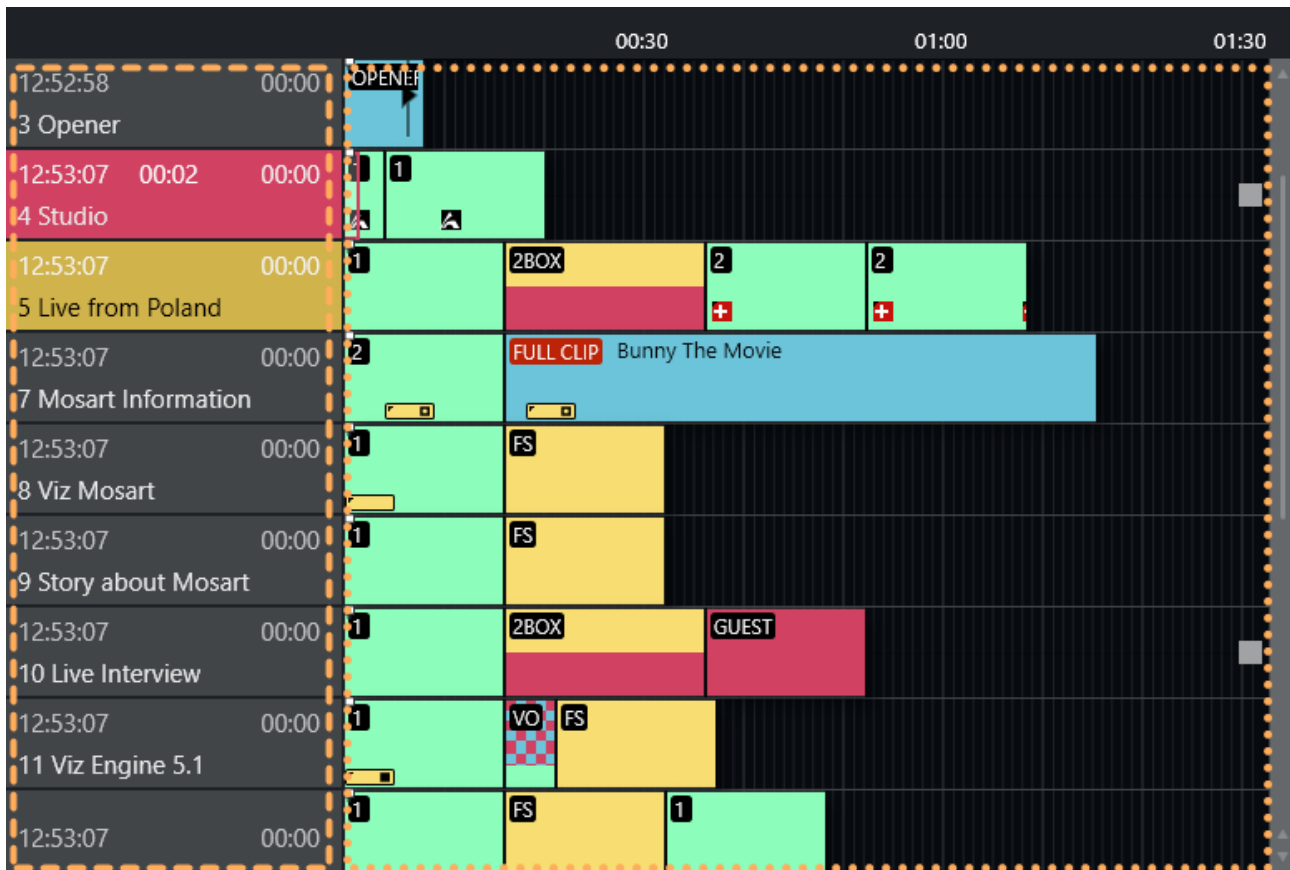 00:30 01:00 01:30
12:52:58 00:00 OPENER
3 Opener
12:53:07 00:02 00:00 1
4 Studio
12:53:07 00:00 1 2BOX 2 2
5 Live from Poland
12:53:07 00:00 2 FULL CLIP Bunny The Movie
7 Mosart Information
12:53:07 00:00 1 FS
8 Viz Mosart
12:53:07 00:00 1 FS
9 Story about Mosart
12:53:07 00:00 1 2BOX GUEST
10 Live Interview
12:53:07 00:00 1 VO FS
11 Viz Engine 5.1
12:53:07 00:00 1 FS 1